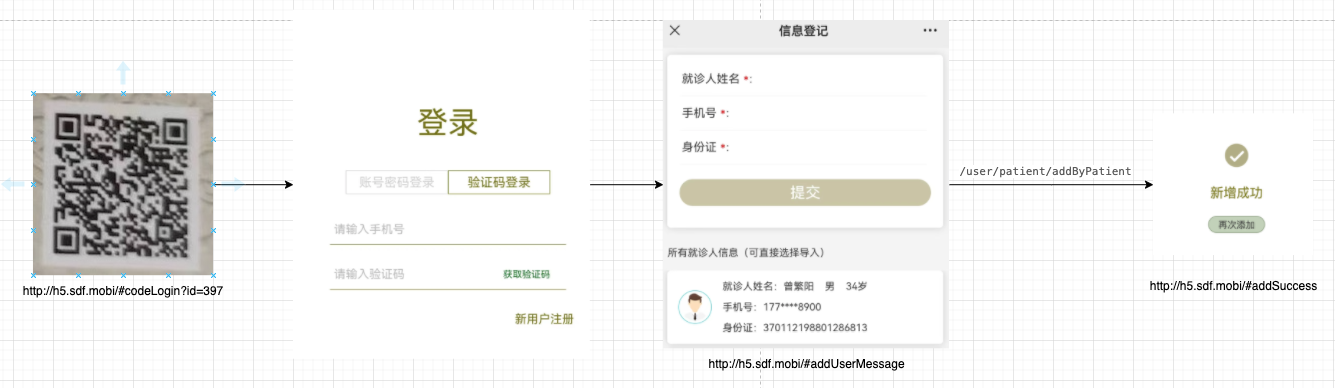 http://h5.sdf.mobi/#codeLogin?id=397
登录
账号密码登录
验证码登录
请输入手机号
请输入验证码
获取验证码
新用户注册
信息登记
就诊人姓名 *:
手机号 *:
身份证 *:
提交
所有就诊人信息（可直接选择导入）
就诊人姓名：曾繁阳 男 34岁
手机号：177****8900
身份证：370112198801286813
http://h5.sdf.mobi/#addUserMessage
/user/patient/addByPatient
新增成功
再次添加
http://h5.sdf.mobi/#addSuccess